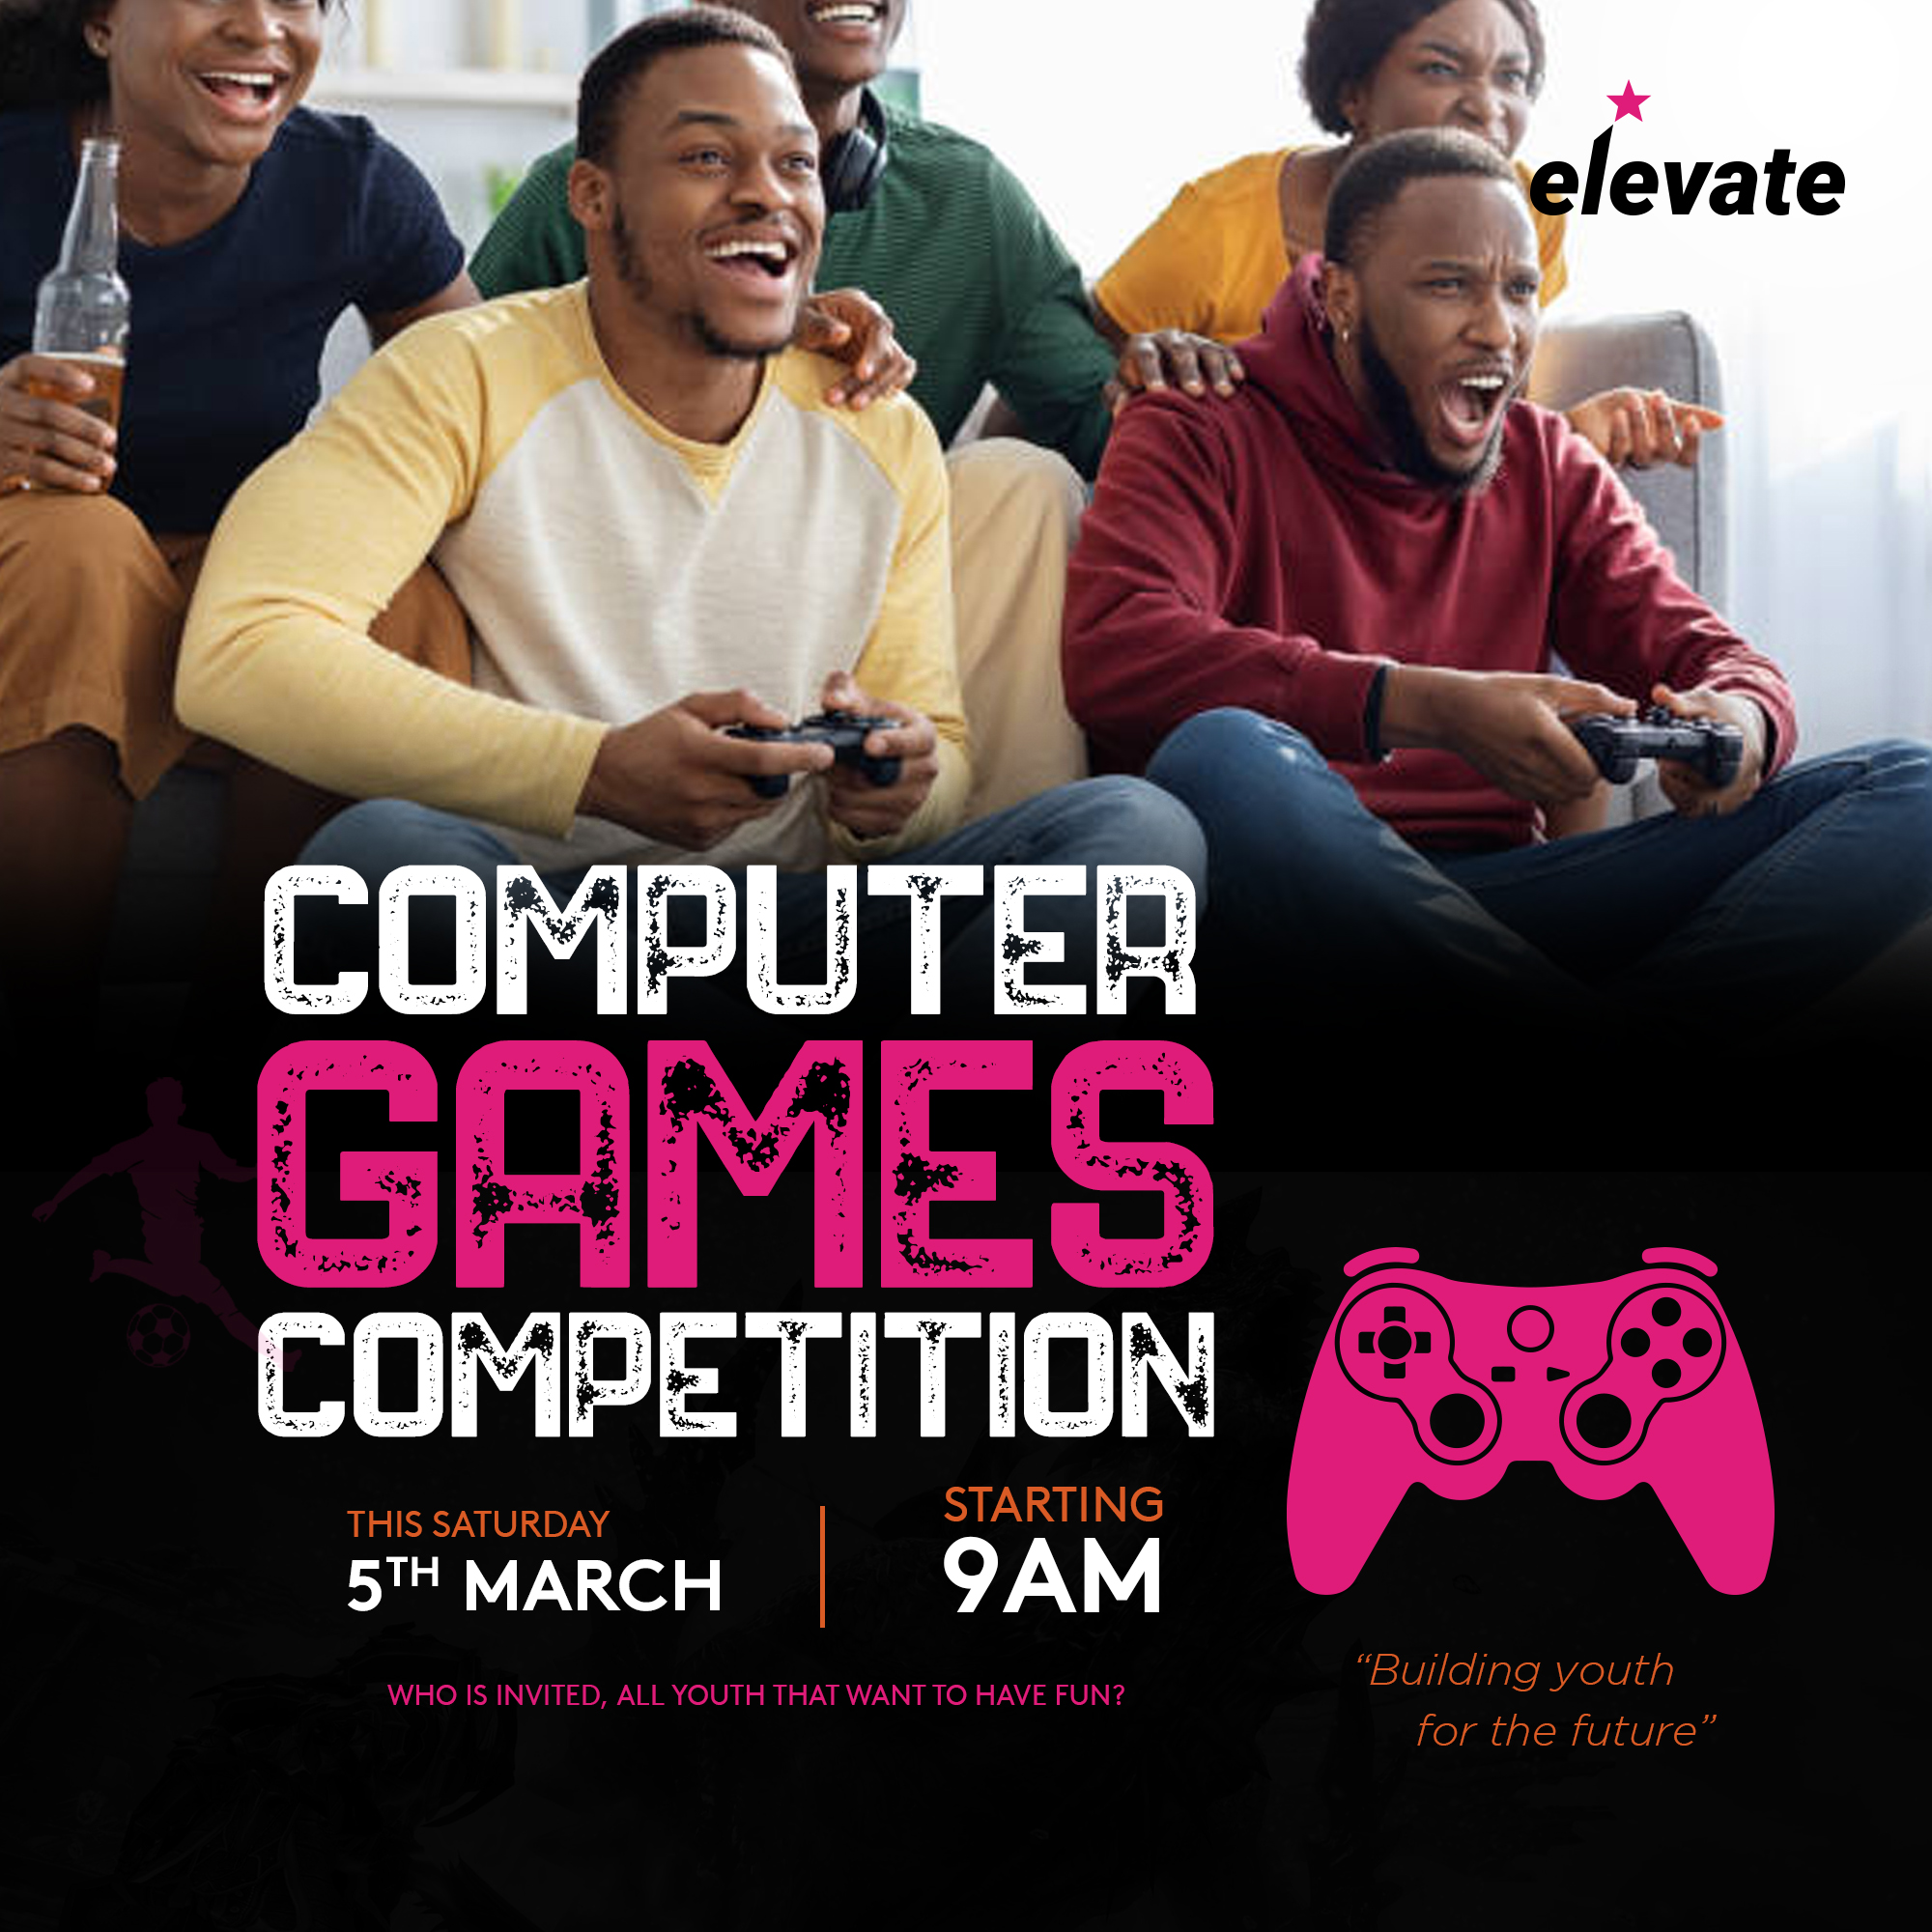 elevate
COMPUTER
GAMES
COMPETITION
THIS SATURDAY
5TH MARCH
STARTING
9AM
WHO IS INVITED, ALL YOUTH THAT WANT TO HAVE FUN?
“Building youth
for the future”